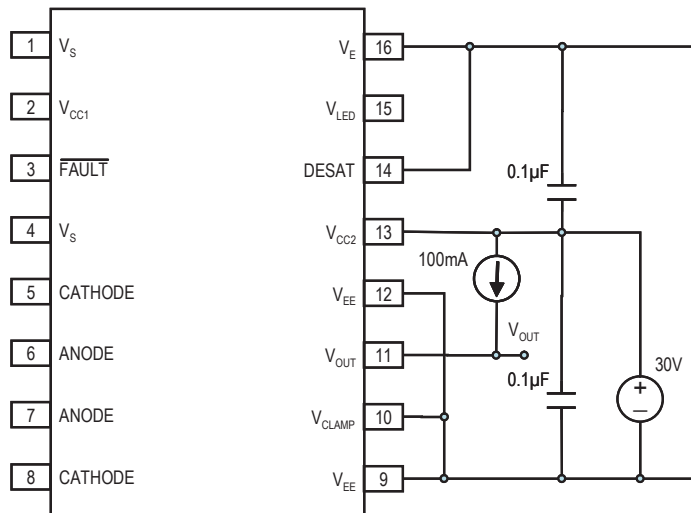 1 V_S
V_E 16
2 V_CC1
V_LED 15
3 FAULT
DESAT 14
0.1µF
4 V_S
V_CC2 13
100mA
5 CATHODE
V_EE 12
V_OUT
6 ANODE
V_OUT 11
30V
0.1µF
+
–
7 ANODE
V_CLAMP 10
8 CATHODE
V_EE 9